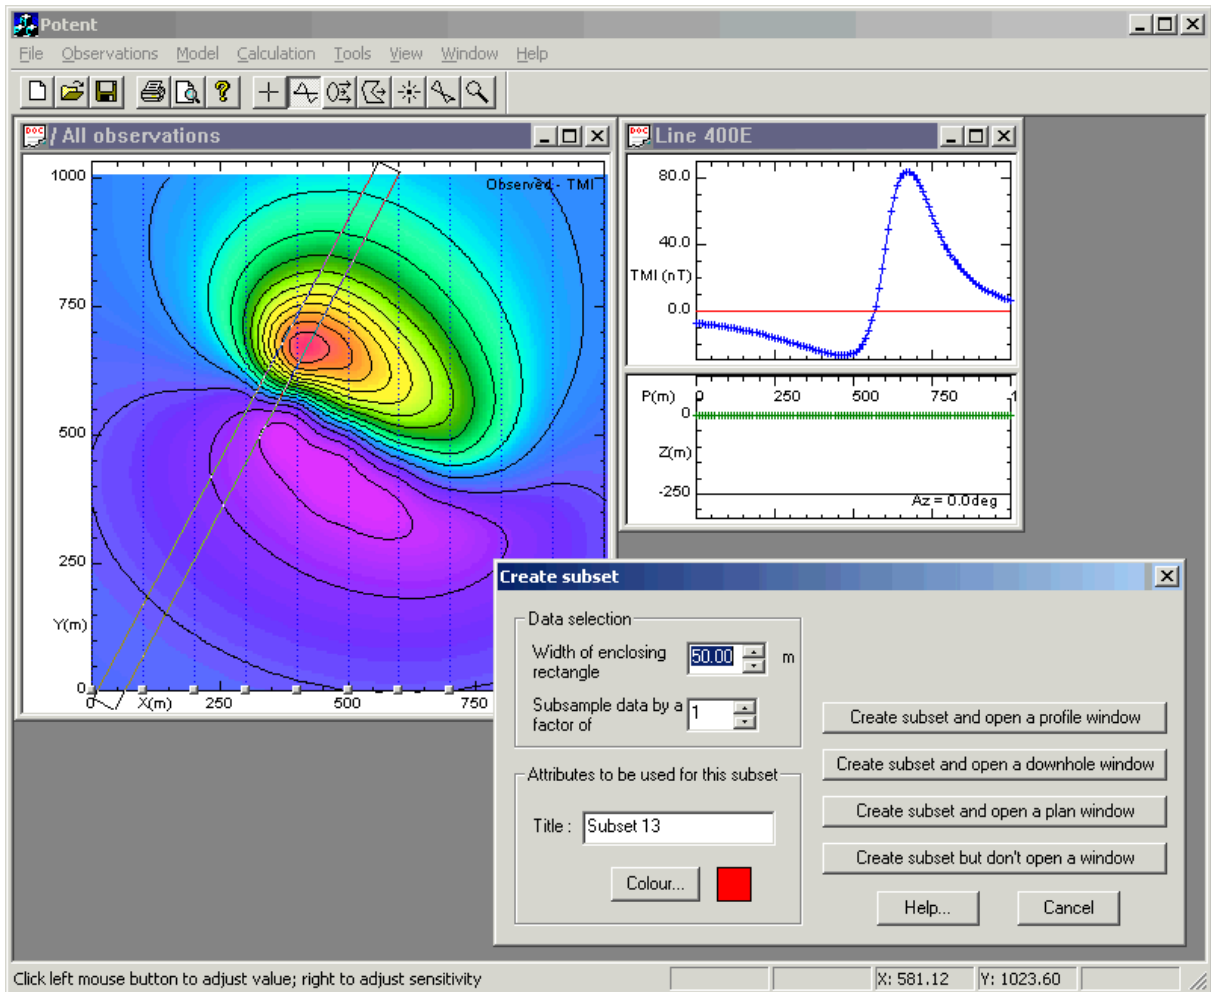 Potent
File Observations Model Calculation Tools View Window Help
/ All observations
Observed - TMI
1000
750
500
250
Y(m)
0
0 X(m) 250 500 750
Line 400E
80.0
40.0
TMI (nT)
0.0
P(m) 0 250 500 750 1
0
Z(m)
-250
Az = 0.0deg
Create subset
Data selection
Width of enclosing
rectangle
50.00 m
Subsample data by a
factor of
1
Attributes to be used for this subset
Title : Subset 13
Colour...
Create subset and open a profile window
Create subset and open a downhole window
Create subset and open a plan window
Create subset but don't open a window
Help... Cancel
Click left mouse button to adjust value; right to adjust sensitivity
X: 581.12 Y: 1023.60